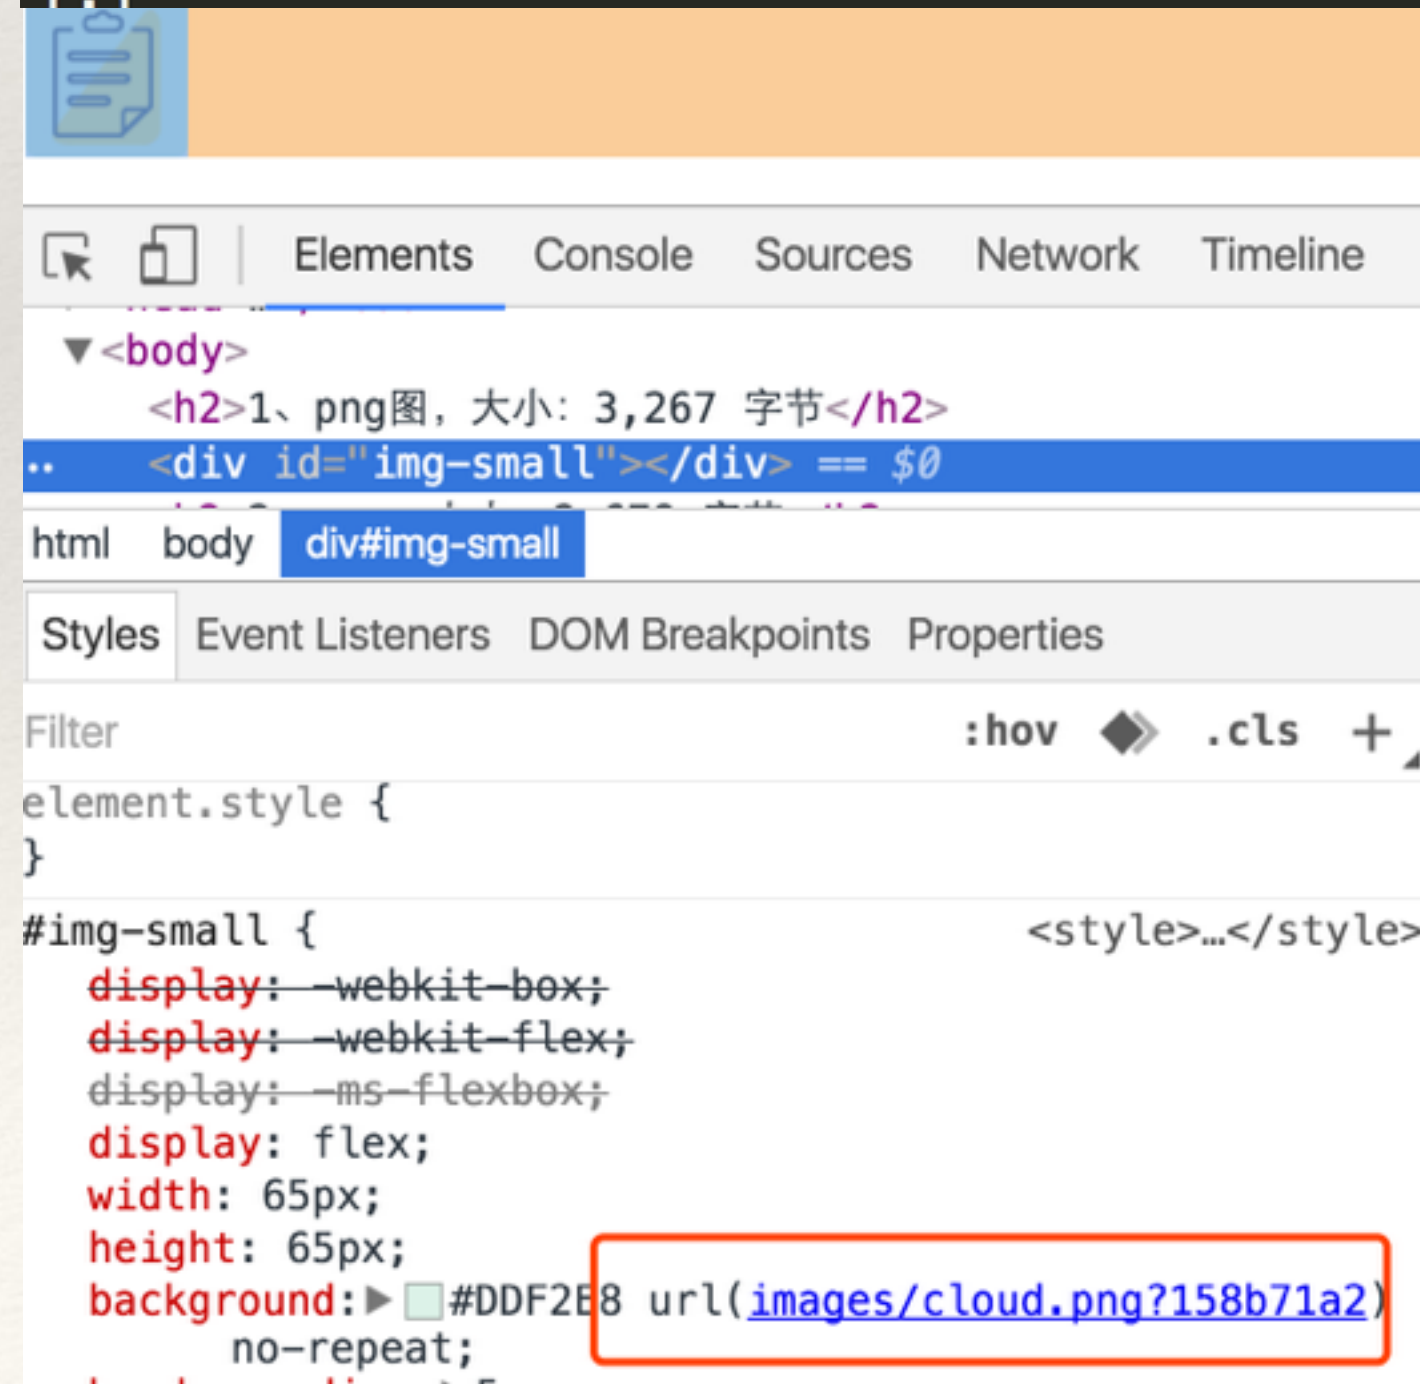 Elements Console Sources Network Timeline
▼<body>
<h2>1、png图，大小：3,267 字节</h2>
.. <div id="img-small"></div> == $0
html body div#img-small
Styles Event Listeners DOM Breakpoints Properties
Filter :hov .cls +
element.style {
}
#img-small { <style>…</style>
display: -webkit-box;
display: -webkit-flex;
display: -ms-flexbox;
display: flex;
width: 65px;
height: 65px;
background:▶ #DDF2E8 url(images/cloud.png?158b71a2)
no-repeat;